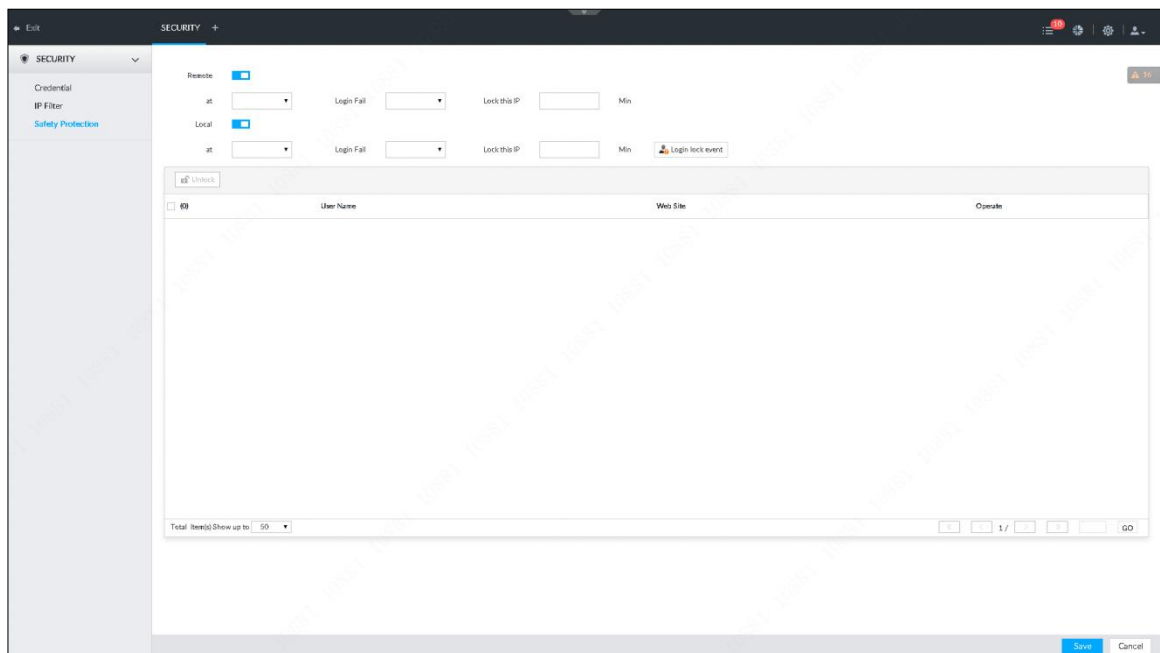 Exit SECURITY + 10
SECURITY
Credential
IP Filter
Safety Protection
Remote 16
at Login Fail Lock this IP Min
Local
at Login Fail Lock this IP Min Login lock event
Unlock
(0) User Name Web Site Operate
Total Item(s) Show up to 50 1/ GO
Save Cancel